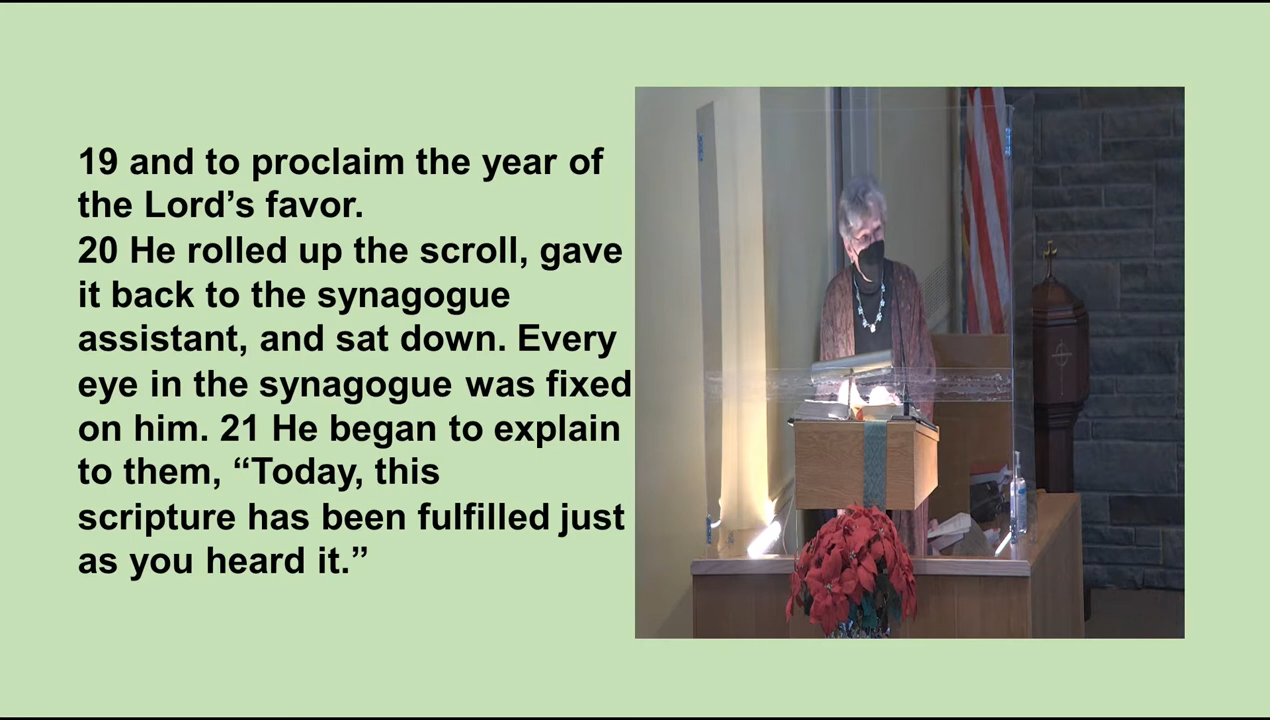 19 and to proclaim the year of
the Lord’s favor.
20 He rolled up the scroll, gave
it back to the synagogue
assistant, and sat down. Every
eye in the synagogue was fixed
on him. 21 He began to explain
to them, “Today, this
scripture has been fulfilled just
as you heard it.”